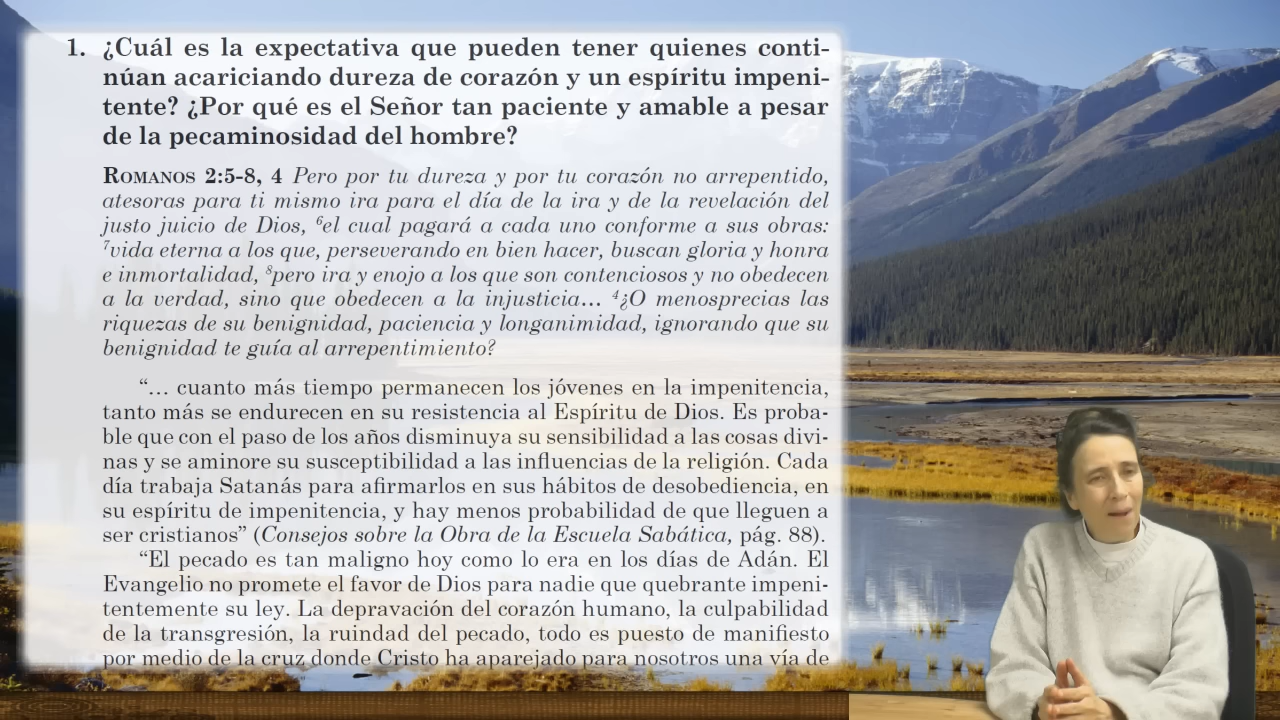 1. ¿Cuál es la expectativa que pueden tener quienes conti-
núan acariciando dureza de corazón y un espíritu impeni-
tente? ¿Por qué es el Señor tan paciente y amable a pesar
de la pecaminosidad del hombre?
Romanos 2:5-8, 4 Pero por tu dureza y por tu corazón no arrepentido,
atesoras para ti mismo ira para el día de la ira y de la revelación del
justo juicio de Dios, ⁶el cual pagará a cada uno conforme a sus obras:
⁷vida eterna a los que, perseverando en bien hacer, buscan gloria y honra
e inmortalidad, ⁸pero ira y enojo a los que son contenciosos y no obedecen
a la verdad, sino que obedecen a la injusticia... ⁴¿O menosprecias las
riquezas de su benignidad, paciencia y longanimidad, ignorando que su
benignidad te guía al arrepentimiento?
“... cuanto más tiempo permanecen los jóvenes en la impenitencia,
tanto más se endurecen en su resistencia al Espíritu de Dios. Es proba-
ble que con el paso de los años disminuya su sensibilidad a las cosas divi-
nas y se aminore su susceptibilidad a las influencias de la religión. Cada
día trabaja Satanás para afirmarlos en sus hábitos de desobediencia, en
su espíritu de impenitencia, y hay menos probabilidad de que lleguen a
ser cristianos” (Consejos sobre la Obra de la Escuela Sabática, pág. 88).
“El pecado es tan maligno hoy como lo era en los días de Adán. El
Evangelio no promete el favor de Dios para nadie que quebrante impeni-
tentemente su ley. La depravación del corazón humano, la culpabilidad
de la transgresión, la ruindad del pecado, todo es puesto de manifiesto
por medio de la cruz donde Cristo ha aparejado para nosotros una vía de